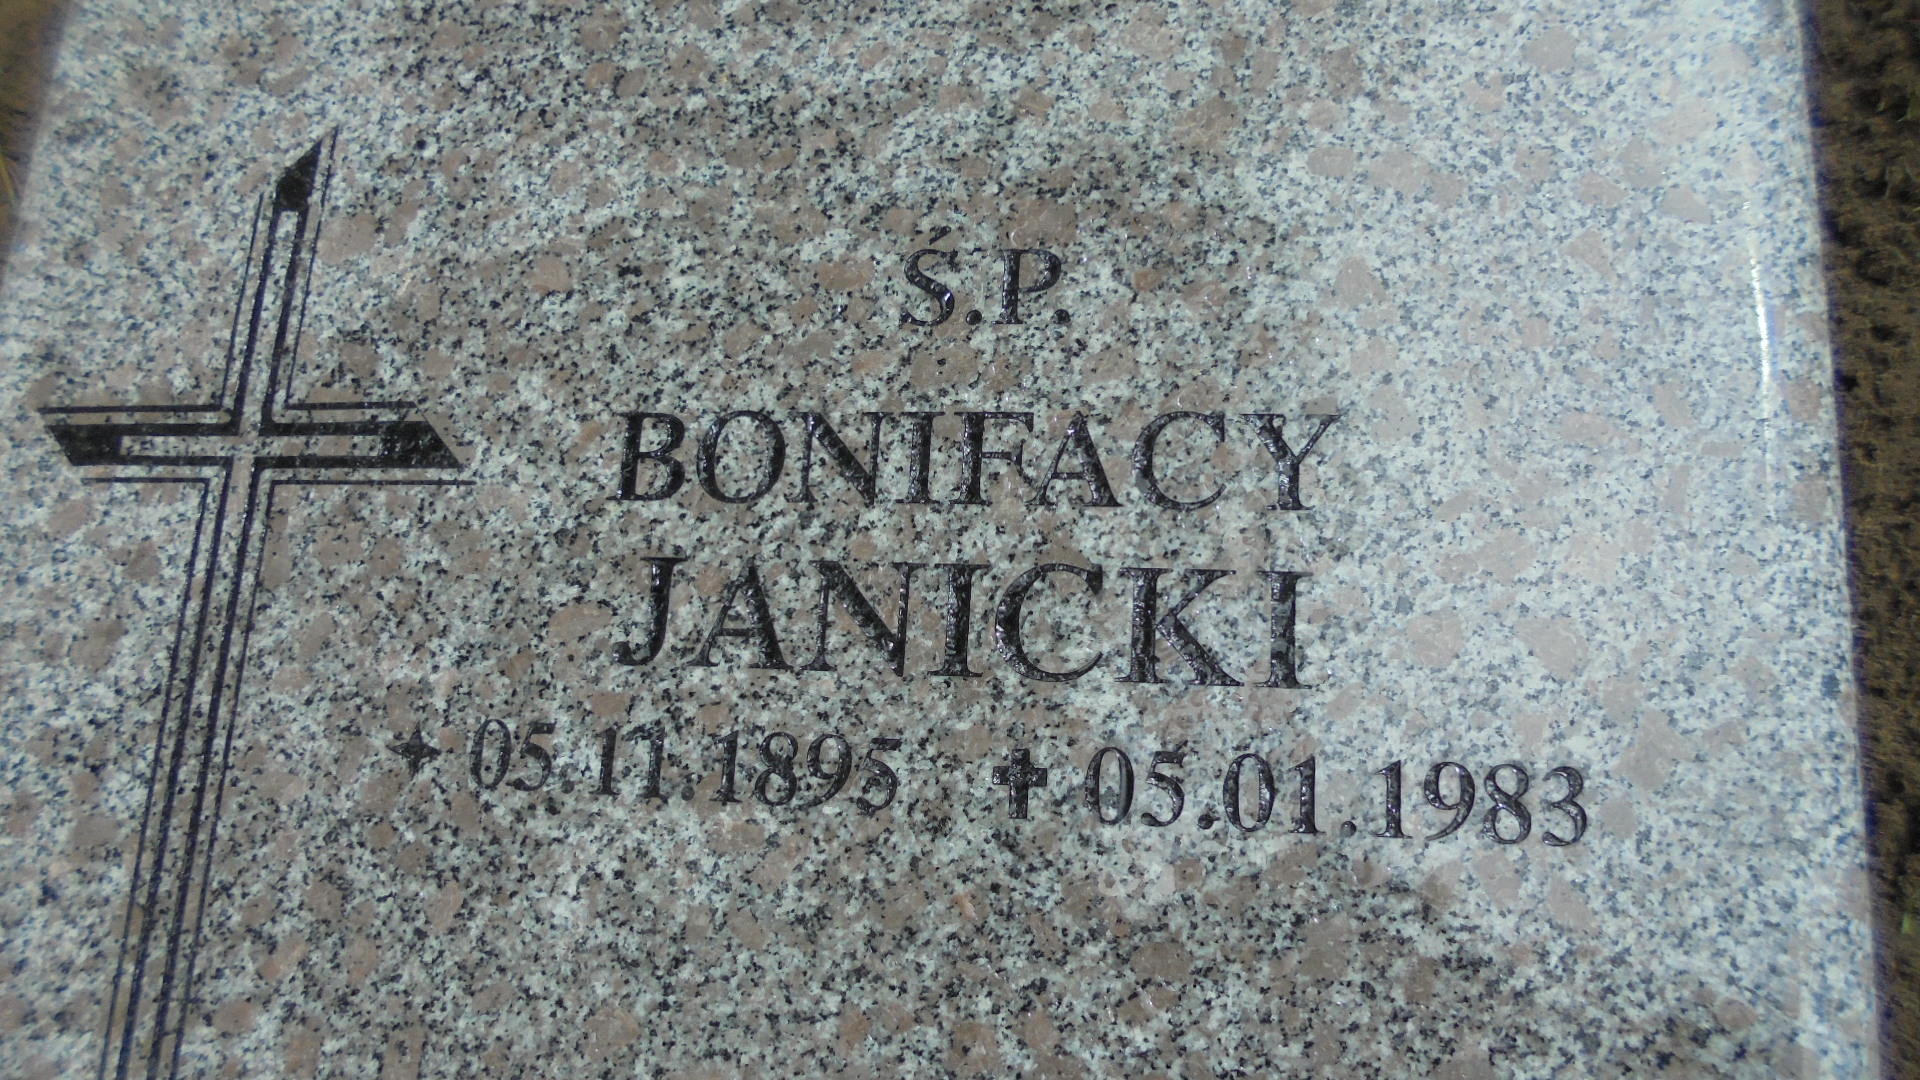 Ś.P.
BONIFACY
JANICKI
✦ 05.11.1895 ✝ 05.01.1983